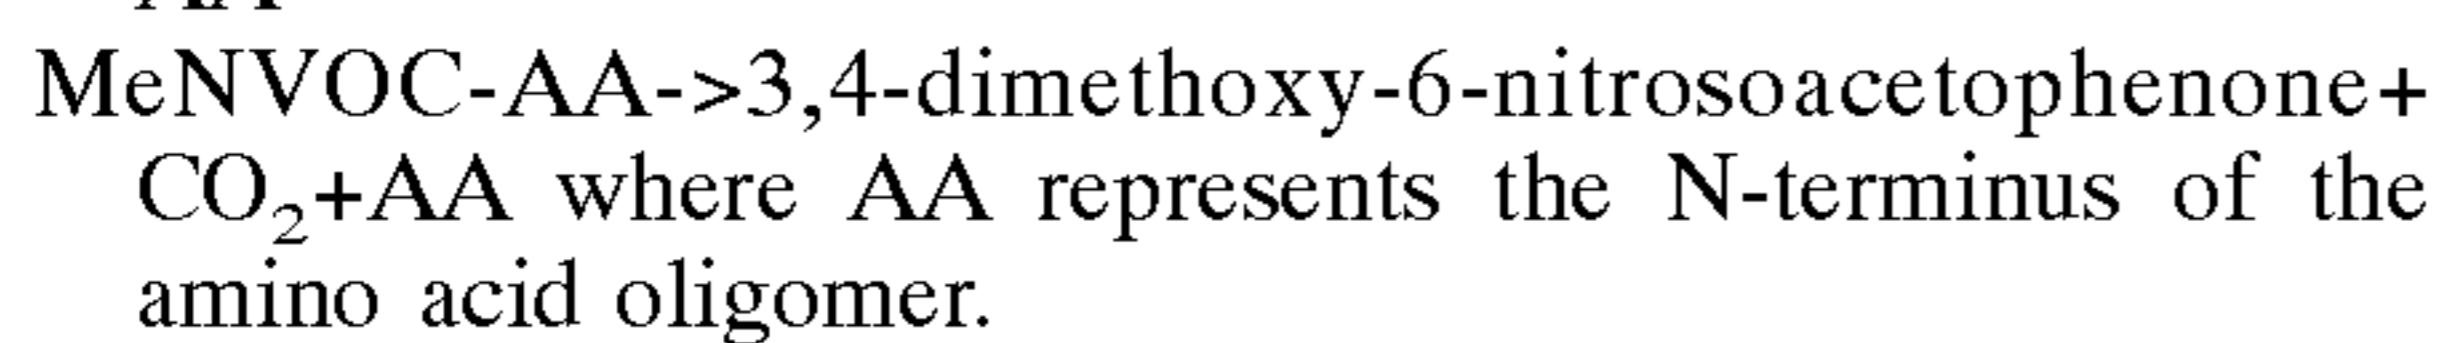 MeNVOC-AA->3,4-dimethoxy-6-nitrosoacetophenone+
CO₂+AA where AA represents the N-terminus of the
amino acid oligomer.